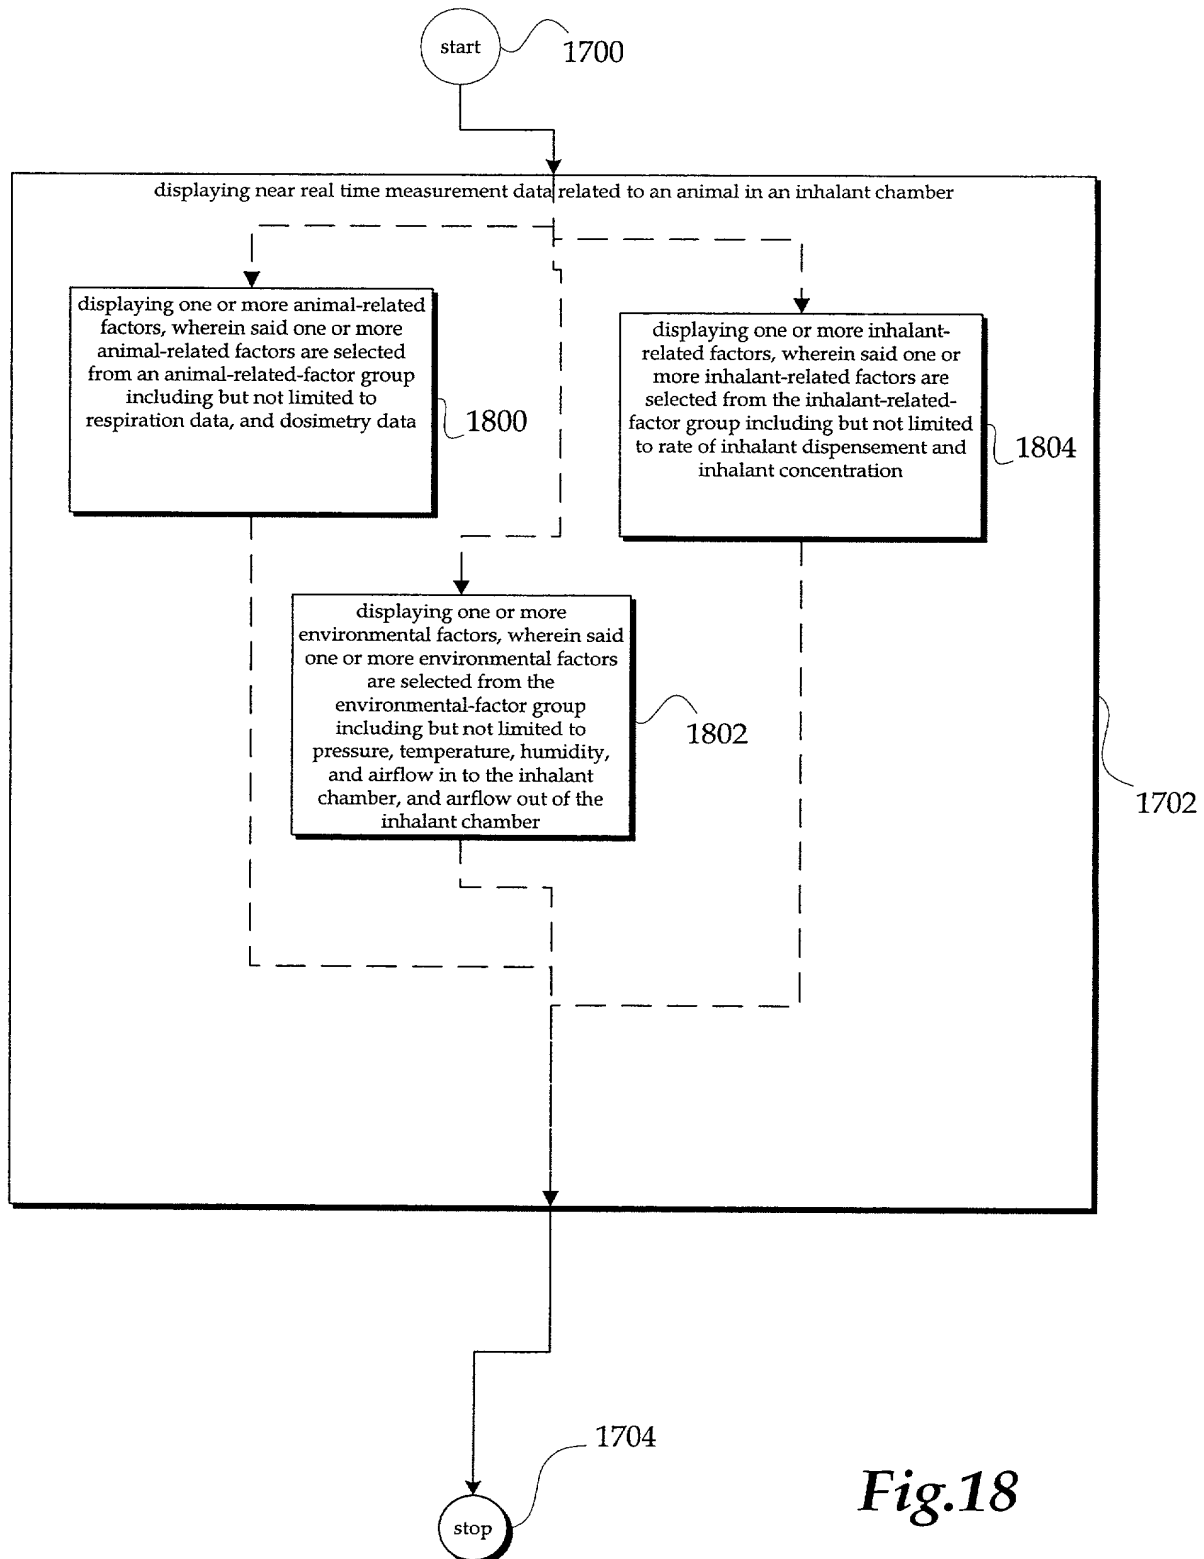 start
1700
displaying near real time measurement data related to an animal in an inhalant chamber
displaying one or more animal-related
factors, wherein said one or more
animal-related factors are selected
from an animal-related-factor group
including but not limited to
respiration data, and dosimetry data
1800
displaying one or more inhalant-
related factors, wherein said one or
more inhalant-related factors are
selected from the inhalant-related-
factor group including but not limited
to rate of inhalant dispensement and
inhalant concentration
1804
displaying one or more
environmental factors, wherein said
one or more environmental factors
are selected from the
environmental-factor group
including but not limited to
pressure, temperature, humidity,
and airflow in to the inhalant
chamber, and airflow out of the
inhalant chamber
1802
1702
1704
stop
Fig.18